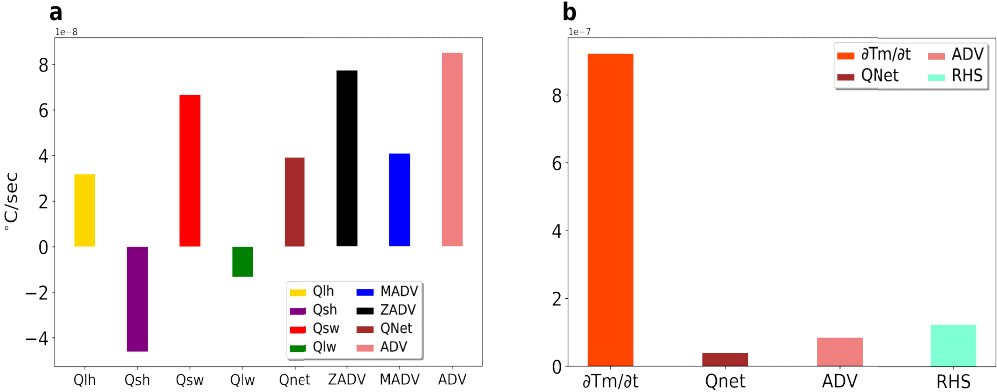 a
1e−8
°C/sec
8
6
4
2
0
−2
−4
Qlh Qsh Qsw Qlw Qnet ZADV MADV ADV
Qlh MADV
Qsh ZADV
Qsw QNet
Qlw ADV
b
1e−7
8
6
4
2
0
∂Tm/∂t Qnet ADV RHS
∂Tm/∂t ADV
QNet RHS